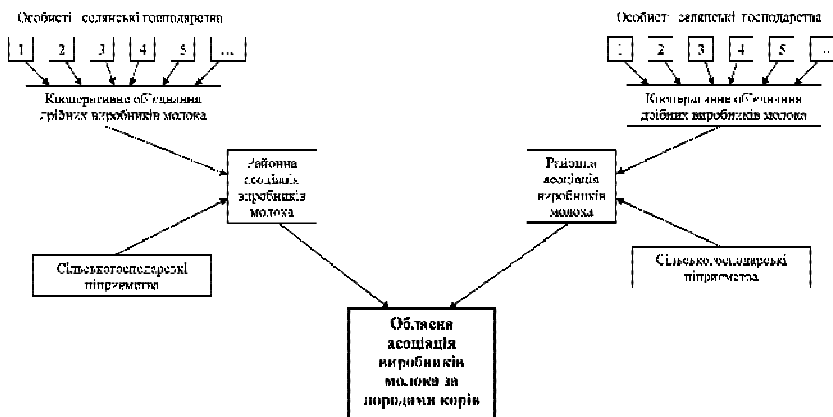 Особисті селянські господарства
1 2 3 4 5 ...
Кооперативне об'єднання
дрібних виробників молока
Районна
асоціація
виробників
молока
Сільськогосподарські
піприємства
Особисті селянські господарства
1 2 3 4 5 ..
Кооперативне об'єднання
дрібних виробників молока
Районна
асоціація
виробників
молока
Сільськогосподарські
піприємства
Обласна
асоціація
виробників
молока за
породами корів